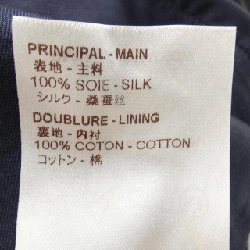 PRINCIPAL - MAIN
表地 - 主料
100% SOIE - SILK
シルク - 桑蚕丝
DOUBLURE - LINING
裏地 - 内衬
100% COTON - COTTON
コットン - 棉